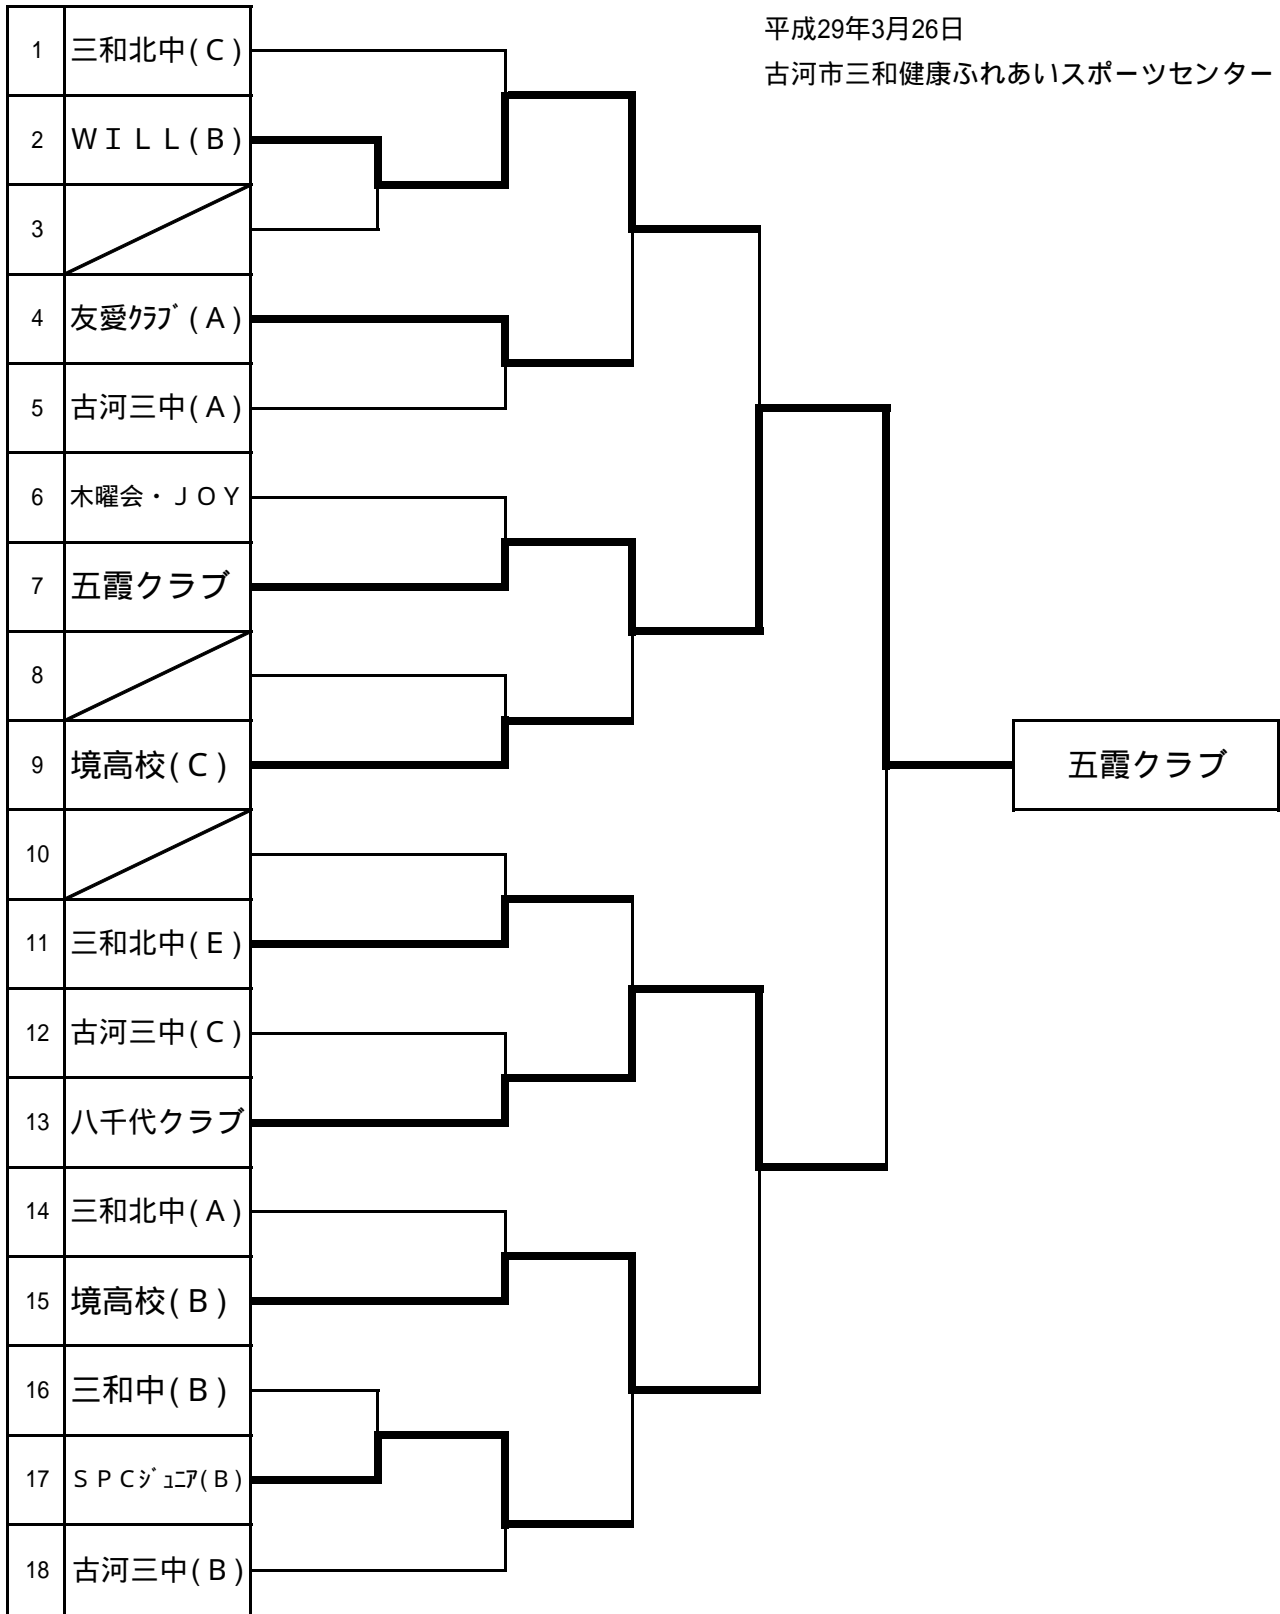 平成29年3月26日
古河市三和健康ふれあいスポーツセンター
1 三和北中(C)
2 WILL(B)
3
4 友愛ｸﾗﾌﾞ(A)
5 古河三中(A)
6 木曜会・JOY
7 五霞クラブ
8
9 境高校(C)
五霞クラブ
10
11 三和北中(E)
12 古河三中(C)
13 八千代クラブ
14 三和北中(A)
15 境高校(B)
16 三和中(B)
17 SPCｼﾞｭﾆｱ(B)
18 古河三中(B)